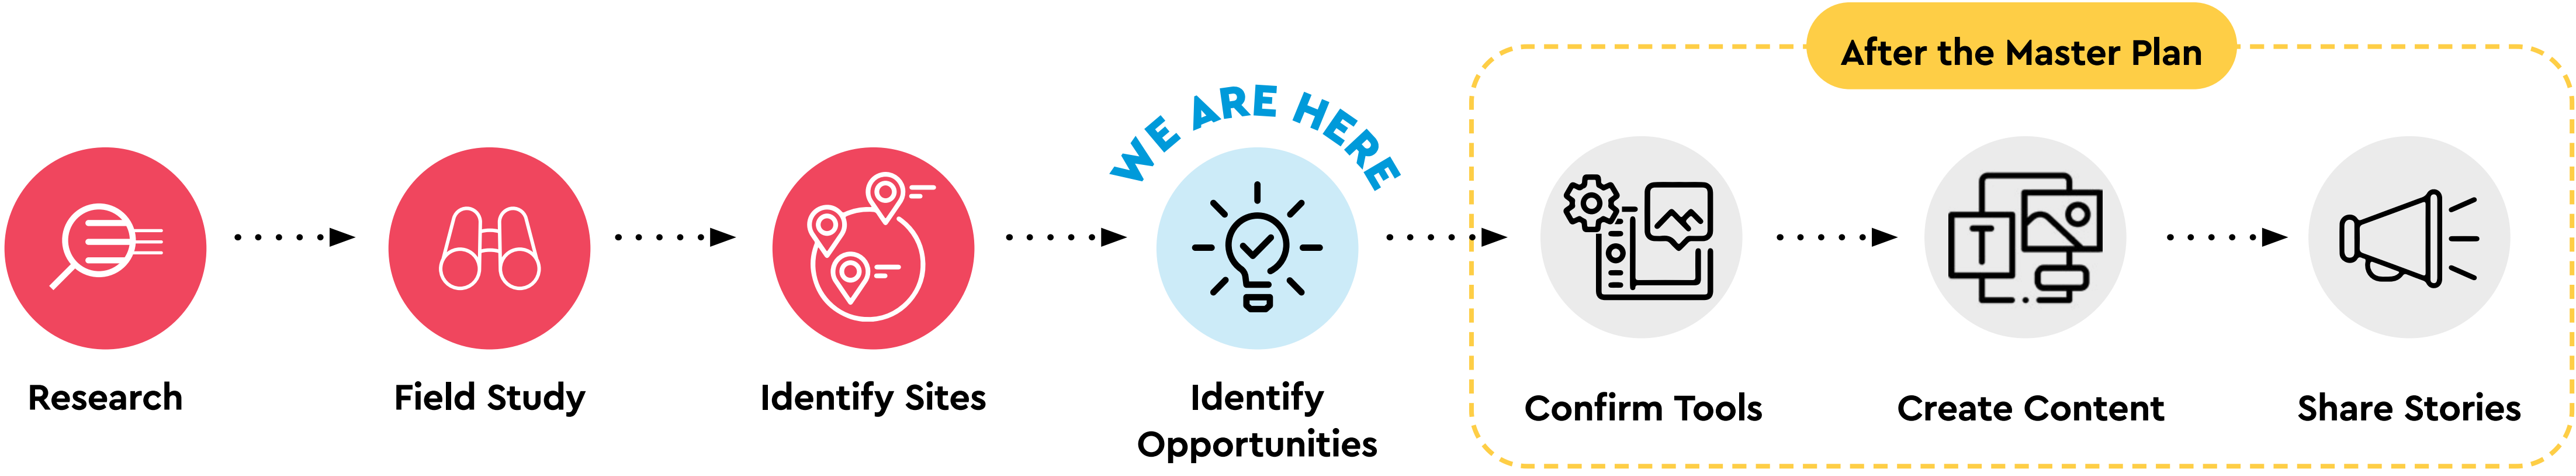 After the Master Plan
WE ARE HERE
T
Research
Field Study
Identify Sites
Identify
Opportunities
Confirm Tools
Create Content
Share Stories